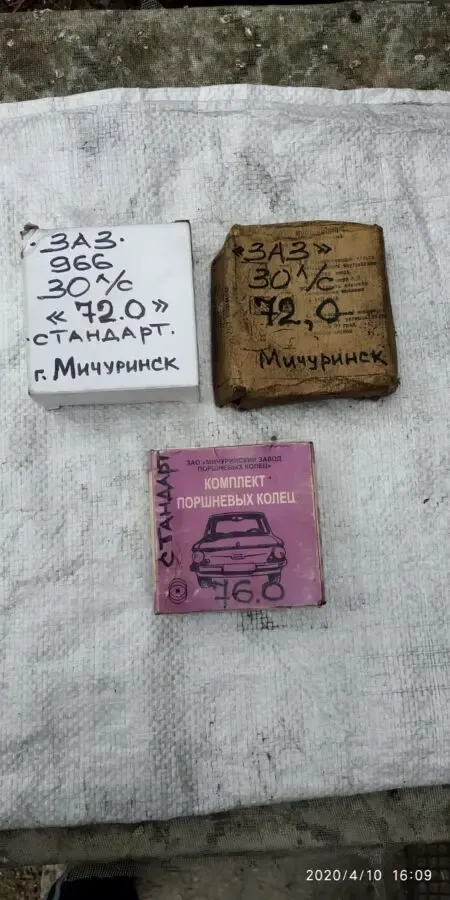 ·ЗАЗ·
966
30 л/с
« 72.0 »
·СТАНДАРТ.
г. Мичуринск
«ЗАЗ»
30 л/с
72,0
Мичуринск
СТАНДАРТ
ЗАО «МИЧУРИНСКИЙ ЗАВОД
ПОРШНЕВЫХ КОЛЕЦ»
КОМПЛЕКТ
ПОРШНЕВЫХ КОЛЕЦ
76.0
2020/4/10 16:09